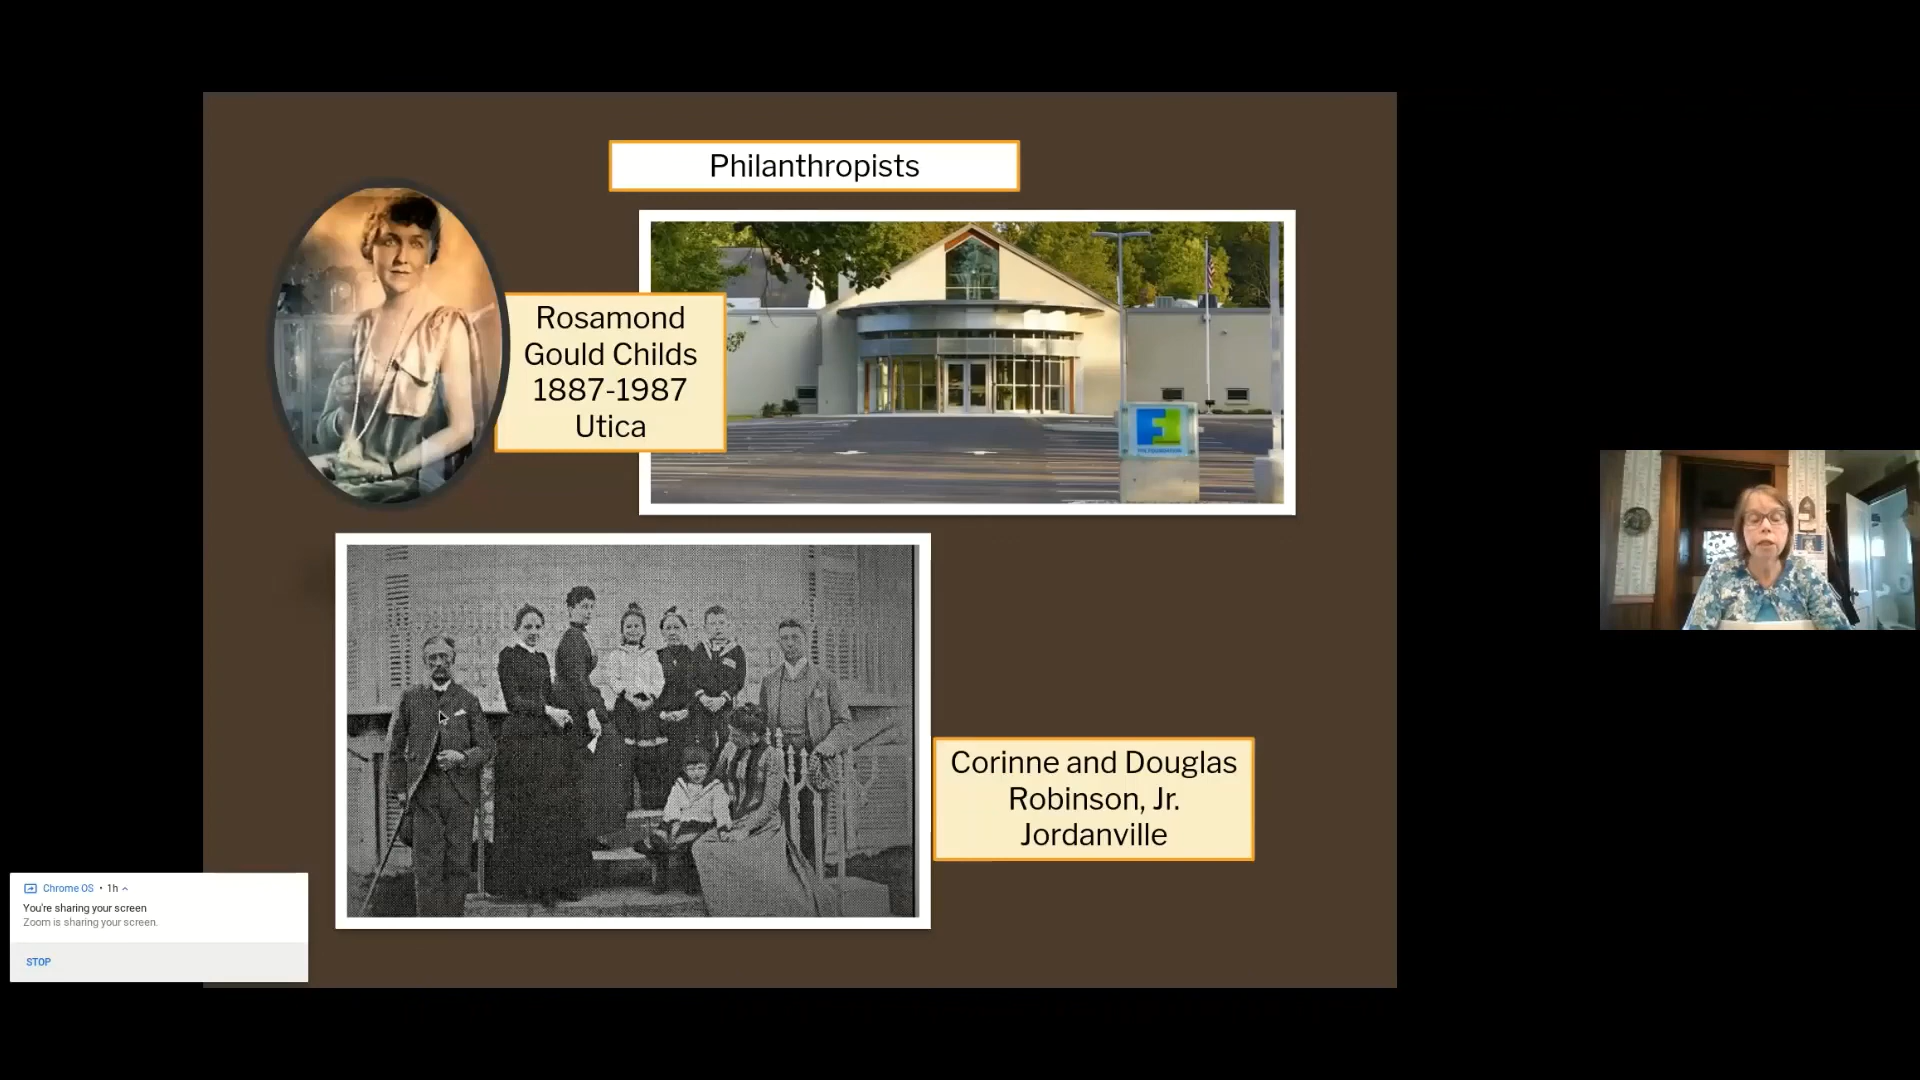 Philanthropists
Rosamond
Gould Childs
1887-1987
Utica
Corinne and Douglas
Robinson, Jr.
Jordanville
Chrome OS • 1h
You're sharing your screen
Zoom is sharing your screen.
STOP